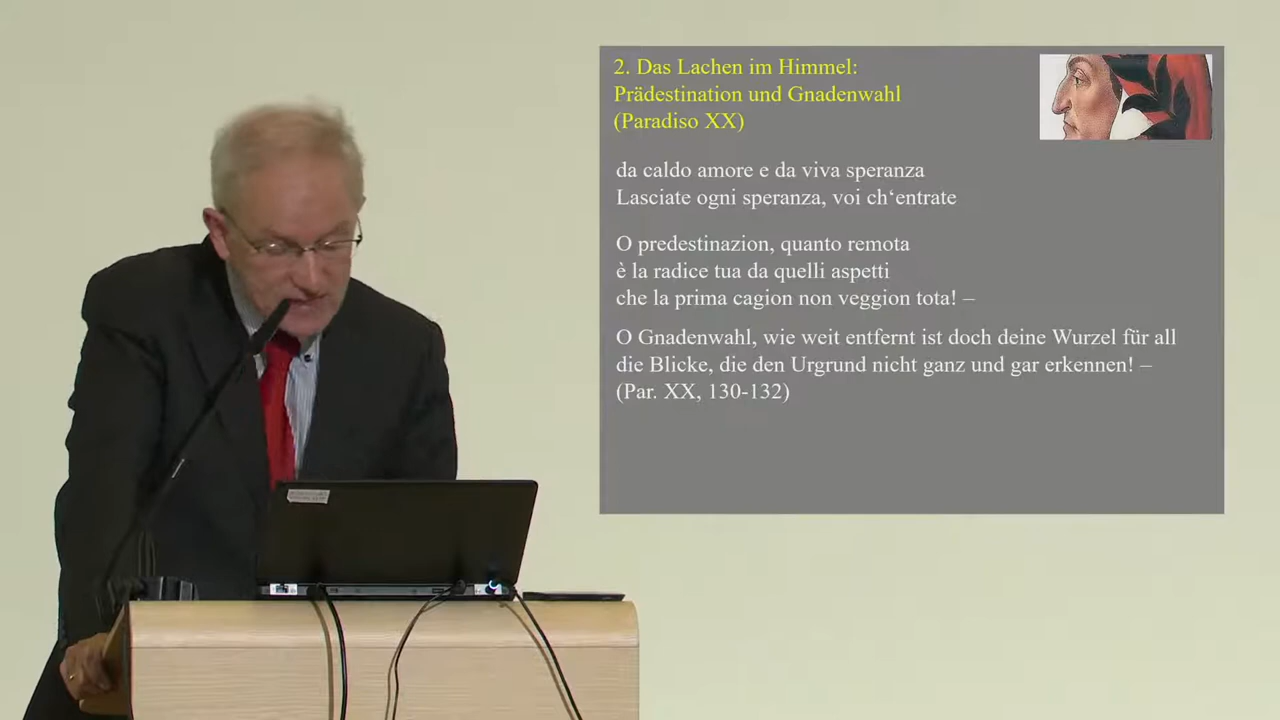 2. Das Lachen im Himmel:
Prädestination und Gnadenwahl
(Paradiso XX)
da caldo amore e da viva speranza
Lasciate ogni speranza, voi ch‘entrate
O predestinazion, quanto remota
è la radice tua da quelli aspetti
che la prima cagion non veggion tota! –
O Gnadenwahl, wie weit entfernt ist doch deine Wurzel für all
die Blicke, die den Urgrund nicht ganz und gar erkennen! –
(Par. XX, 130-132)